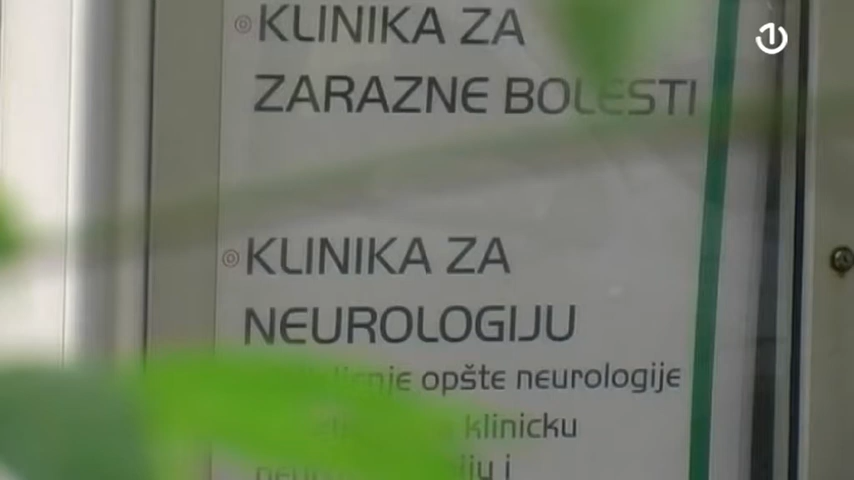 KLINIKA ZA
ZARAZNE BOLESTI
KLINIKA ZA
NEUROLOGIJU
opšte neurologije
klinicku
i